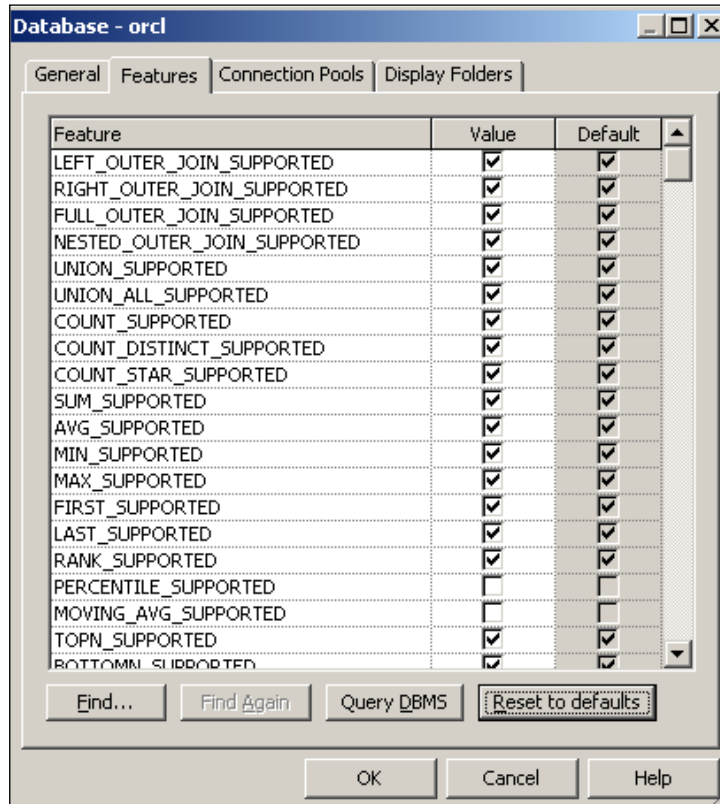 Database - orcl
General Features Connection Pools Display Folders
Feature Value Default
LEFT_OUTER_JOIN_SUPPORTED
RIGHT_OUTER_JOIN_SUPPORTED
FULL_OUTER_JOIN_SUPPORTED
NESTED_OUTER_JOIN_SUPPORTED
UNION_SUPPORTED
UNION_ALL_SUPPORTED
COUNT_SUPPORTED
COUNT_DISTINCT_SUPPORTED
COUNT_STAR_SUPPORTED
SUM_SUPPORTED
AVG_SUPPORTED
MIN_SUPPORTED
MAX_SUPPORTED
FIRST_SUPPORTED
LAST_SUPPORTED
RANK_SUPPORTED
PERCENTILE_SUPPORTED
MOVING_AVG_SUPPORTED
TOPN_SUPPORTED
BOTTOMN_SUPPORTED
Find... Find Again Query DBMS Reset to defaults
OK Cancel Help